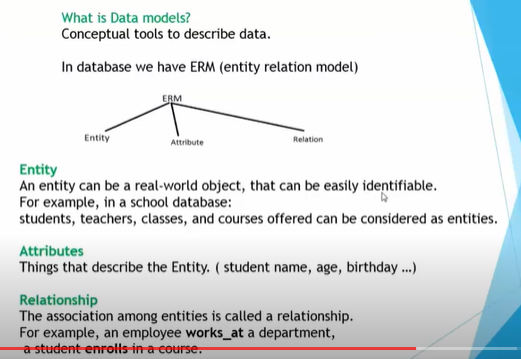 What is Data models?
Conceptual tools to describe data.
In database we have ERM (entity relation model)
ERM
Entity
Attribute
Relation
Entity
An entity can be a real-world object, that can be easily identifiable.
For example, in a school database:
students, teachers, classes, and courses offered can be considered as entities.
Attributes
Things that describe the Entity. ( student name, age, birthday ...)
Relationship
The association among entities is called a relationship.
For example, an employee works_at a department,
a student enrolls in a course.